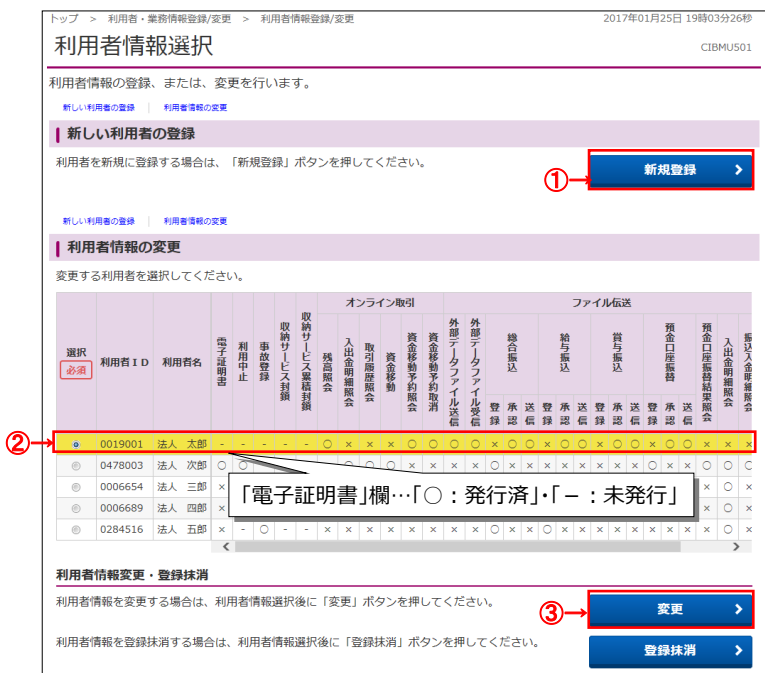 トップ > 利用者・業務情報登録/変更 > 利用者情報登録/変更 2017年01月25日 19時03分26秒
利用者情報選択 CIBMU501
利用者情報の登録、または、変更を行います。
新しい利用者の登録 | 利用者情報の変更
新しい利用者の登録
利用者を新規に登録する場合は、「新規登録」ボタンを押してください。
①→ 新規登録 >
新しい利用者の登録 | 利用者情報の変更
利用者情報の変更
変更する利用者を選択してください。
オンライン取引 ファイル伝送
選択 必須
利用者ID
利用者名
電子証明書
利用中止
事故登録
収納サービス封鎖
収納サービス累積封鎖
残高照会
入出金明細照会
取引履歴照会
資金移動
資金移動予約照会
資金移動予約取消
外部データファイル送信
外部データファイル受信
総合振込
給与振込
賞与振込
預金口座振替
預金口座振替結果照会
入出金明細照会
振込入金明細照会
登録 承認 送信 登録 承認 送信 登録 承認 送信 登録 承認 送信
②→ 0019001 法人 太郎 - - - - - ○ × × × ○ ○ ○ ○ × ○ ○ × ○ ○ × ○ ○ × ○ ○ × × ×
0478003 法人 次郎 ○ ○
× × × × ○ × × × × × × × × ○ × × ○ ○ ○
0006654 法人 三郎 × × ○ ×
0006689 法人 四郎 × × ○ ×
「電子証明書」欄…「○：発行済」・「－：未発行」
0284516 法人 五郎 × - ○ - - × × × × × × × × ○ × × ○ × × × × × × × × × ○ ×
< >
利用者情報変更・登録抹消
利用者情報を変更する場合は、利用者情報選択後に「変更」ボタンを押してください。
③→ 変更 >
利用者情報を登録抹消する場合は、利用者情報選択後に「登録抹消」ボタンを押してください。
登録抹消 >